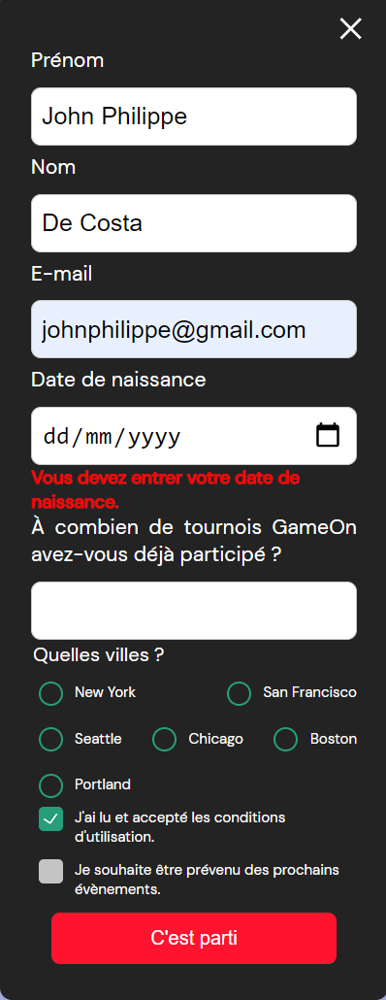 Prénom
John Philippe
Nom
De Costa
E-mail
johnphilippe@gmail.com
Date de naissance
dd/mm/yyyy
Vous devez entrer votre date de
naissance.
À combien de tournois GameOn
avez-vous déjà participé ?
Quelles villes ?
New York San Francisco
Seattle Chicago Boston
Portland
J'ai lu et accepté les conditions
d'utilisation.
Je souhaite être prévenu des prochains
évènements.
C'est parti